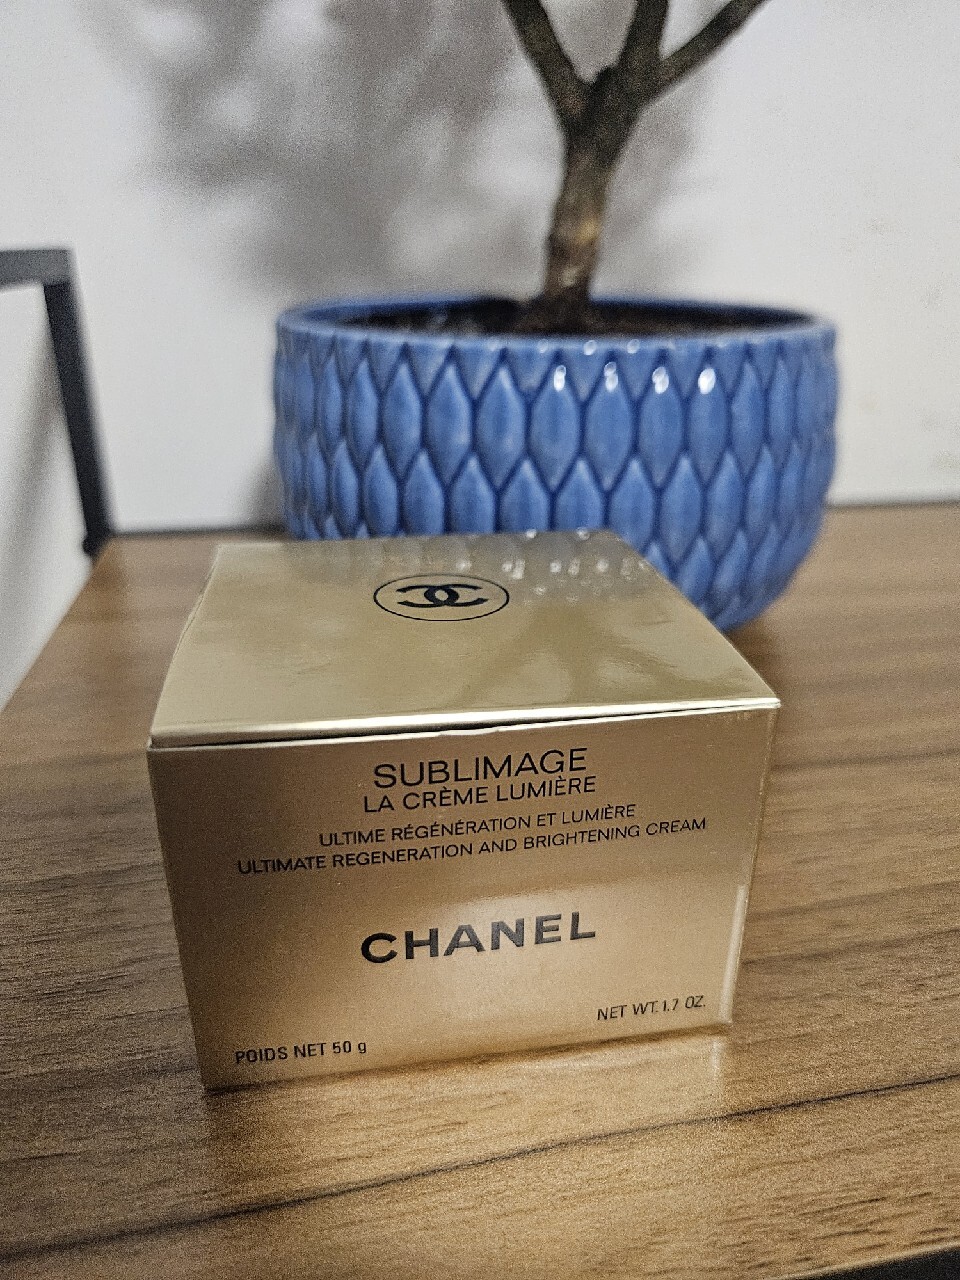 SUBLIMAGE
LA CRÈME LUMIÈRE
ULTIME RÉGÉNÉRATION ET LUMIÈRE
ULTIMATE REGENERATION AND BRIGHTENING CREAM
CHANEL
NET WT. 1.7 OZ.
POIDS NET 50 g